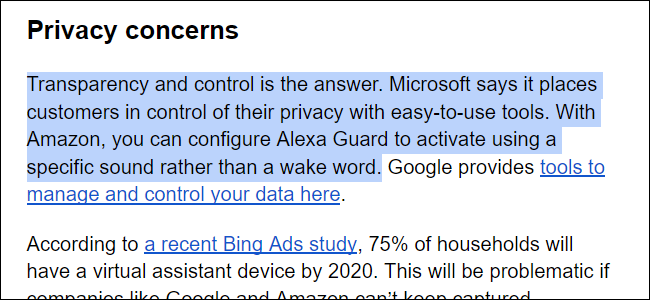 Privacy concerns
Transparency and control is the answer. Microsoft says it places
customers in control of their privacy with easy-to-use tools. With
Amazon, you can configure Alexa Guard to activate using a
specific sound rather than a wake word. Google provides tools to
manage and control your data here.
According to a recent Bing Ads study, 75% of households will
have a virtual assistant device by 2020. This will be problematic if
companies like Google and Amazon can't keep captured